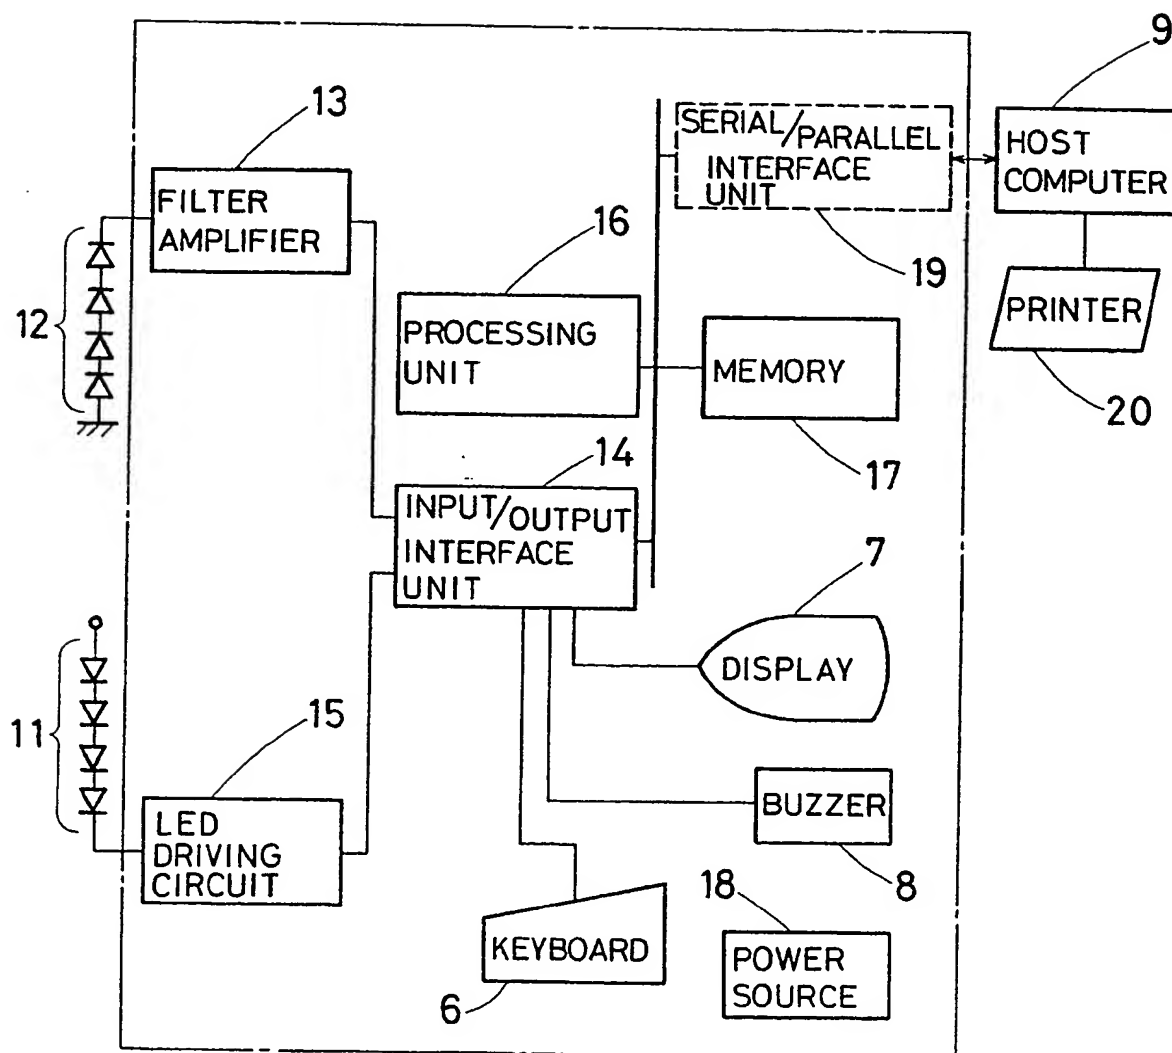 9
13
SERIAL/PARALLEL
INTERFACE
UNIT
HOST
COMPUTER
FILTER
AMPLIFIER
16
19
12
PROCESSING
UNIT
MEMORY
PRINTER
20
14
17
INPUT/OUTPUT
INTERFACE
UNIT
7
DISPLAY
11
15
BUZZER
LED
DRIVING
CIRCUIT
8
18
KEYBOARD
POWER
SOURCE
6